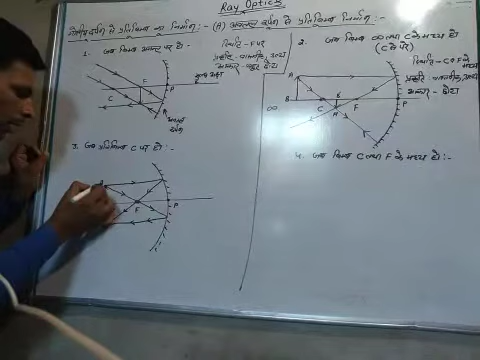 Ray Optics
गोलीय दर्पण से प्रतिबिम्ब का निर्माण :- (A) अवतल दर्पण से प्रतिबिम्ब निर्माण :-
1. जब बिम्ब अनन्त पर हो :-
स्थिति - F पर
प्रकृति - वास्तविक, उल्टा
आकार - बहुत छोटा
F
P
C
2. जब बिम्ब ∞ तथा C के मध्य हो
(C से परे)
स्थिति - C व F के मध्य
प्रकृति - वास्तविक, उल्टा
आकार - छोटा
A
B
∞
C
B'
A'
F
P
3. जब प्रतिबिम्ब C पर हो :-
A
F
P
4. जब बिम्ब C तथा F के मध्य हो :-